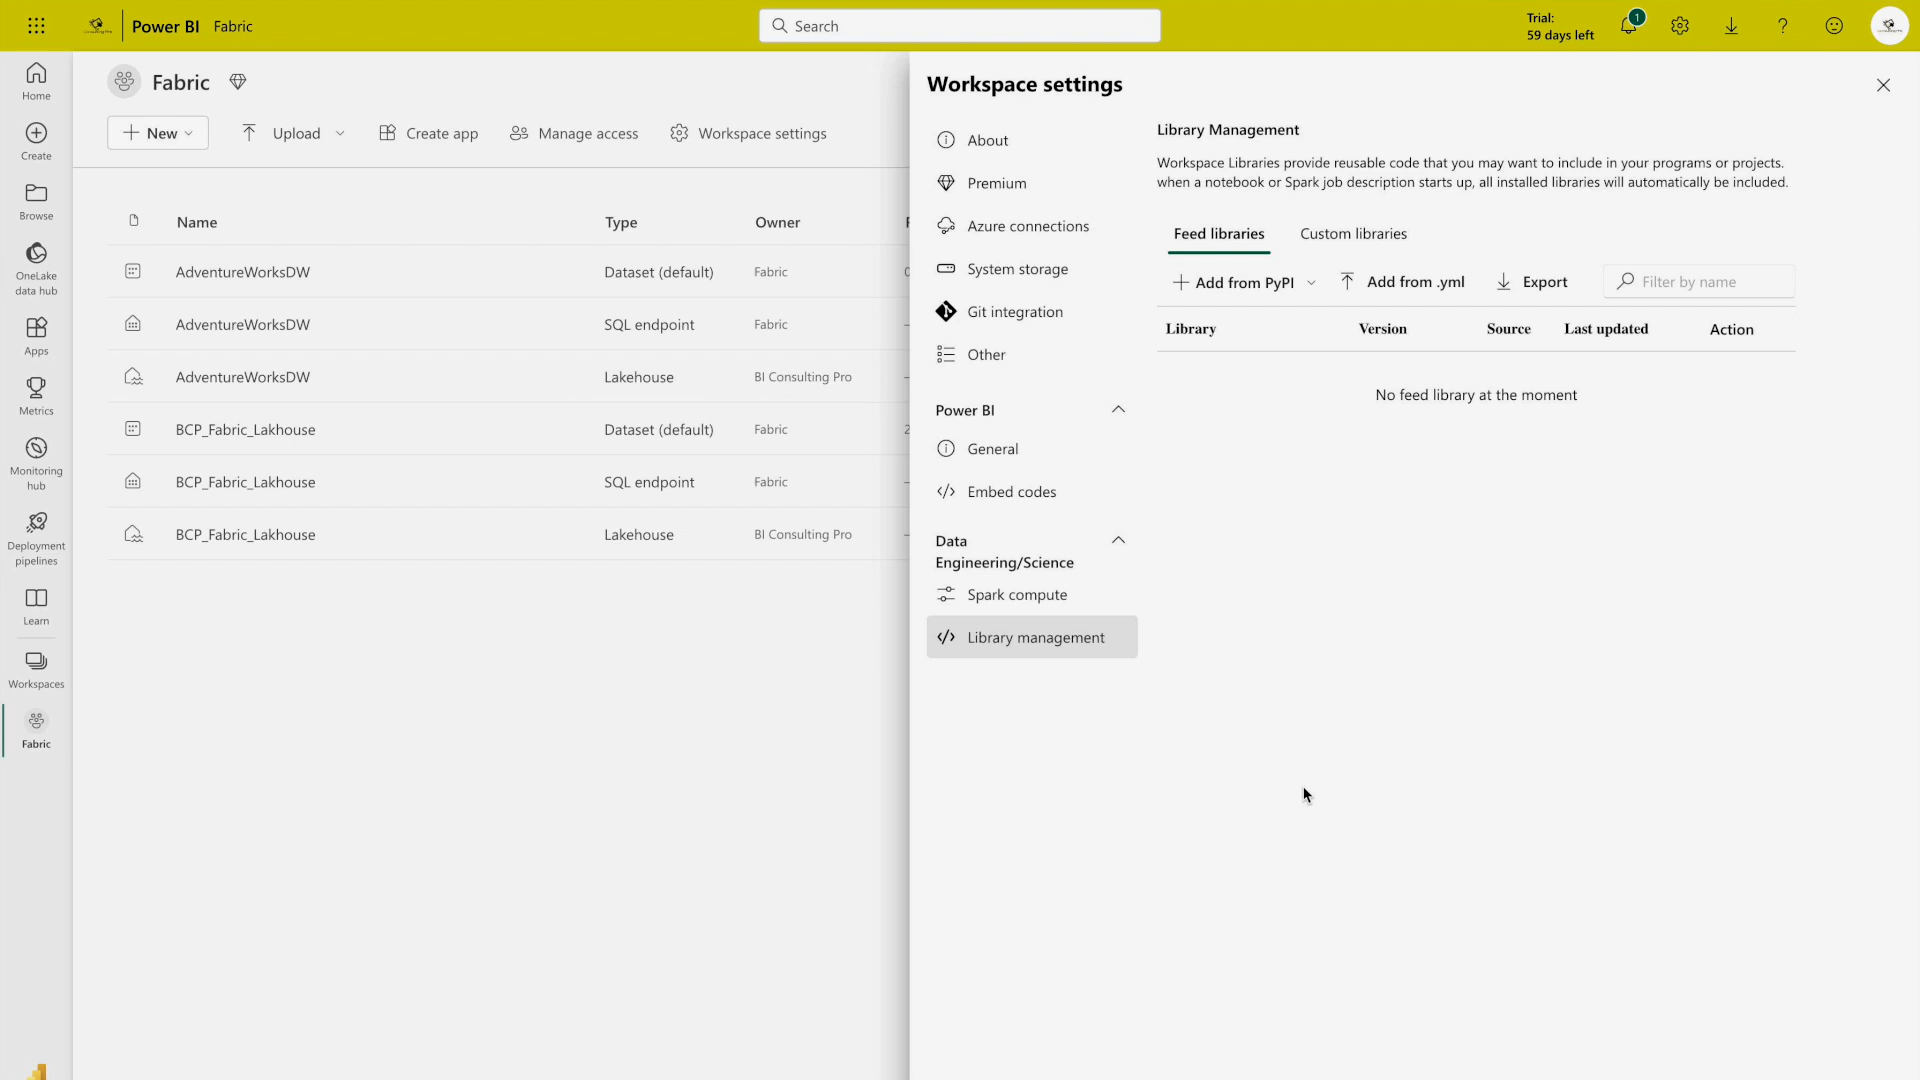 Power BI Fabric
Search
Trial:
59 days left
1
Home
Create
Browse
OneLake
data hub
Apps
Metrics
Monitoring
hub
Deployment
pipelines
Learn
Workspaces
Fabric
Fabric
New
Upload
Create app
Manage access
Workspace settings
Name Type Owner
AdventureWorksDW Dataset (default) Fabric
AdventureWorksDW SQL endpoint Fabric —
AdventureWorksDW Lakehouse BI Consulting Pro —
BCP_Fabric_Lakhouse Dataset (default) Fabric 2
BCP_Fabric_Lakhouse SQL endpoint Fabric —
BCP_Fabric_Lakhouse Lakehouse BI Consulting Pro —
Workspace settings
About
Premium
Azure connections
System storage
Git integration
Other
Power BI
General
Embed codes
Data
Engineering/Science
Spark compute
Library management
Library Management
Workspace Libraries provide reusable code that you may want to include in your programs or projects.
when a notebook or Spark job description starts up, all installed libraries will automatically be included.
Feed libraries Custom libraries
Add from PyPI Add from .yml Export Filter by name
Library Version Source Last updated Action
No feed library at the moment